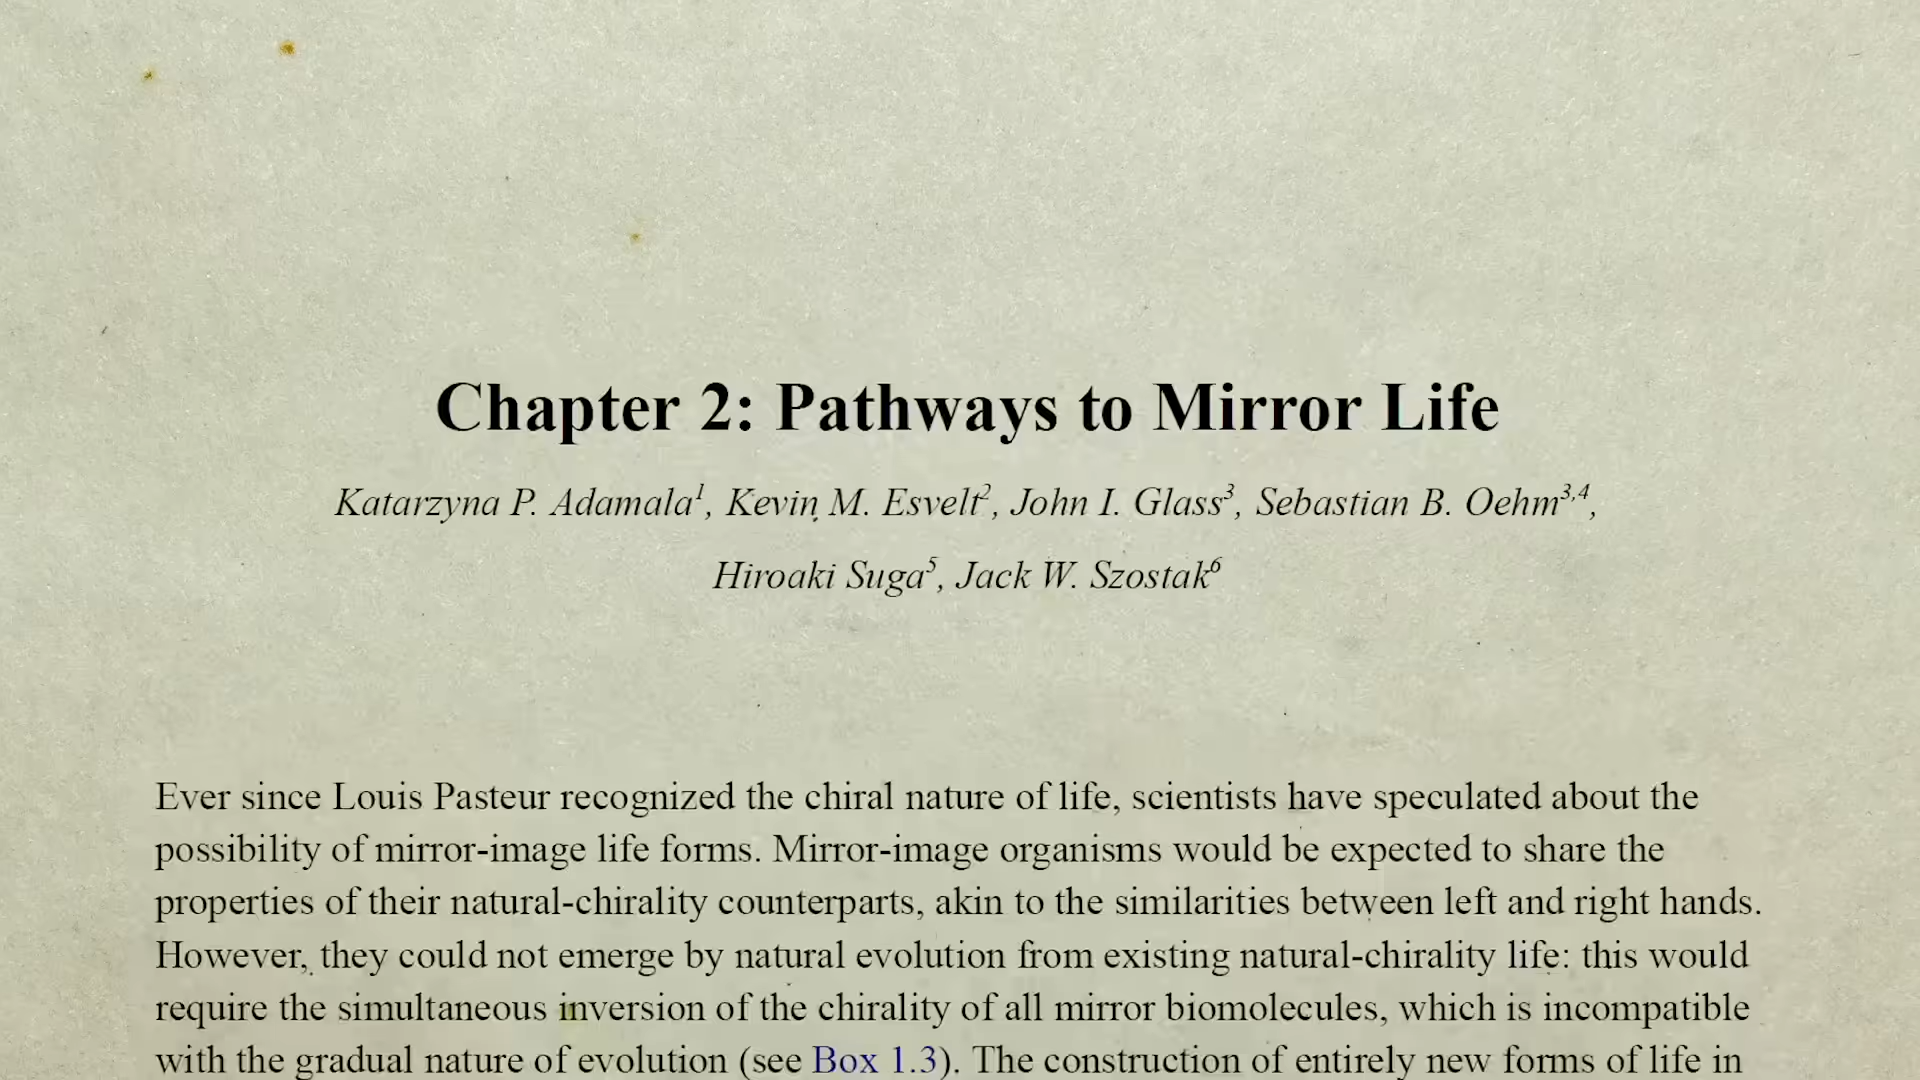 Chapter 2: Pathways to Mirror Life
Katarzyna P. Adamala¹, Kevin M. Esvelt², John I. Glass³, Sebastian B. Oehm³,⁴,
Hiroaki Suga⁵, Jack W. Szostak⁶
Ever since Louis Pasteur recognized the chiral nature of life, scientists have speculated about the
possibility of mirror-image life forms. Mirror-image organisms would be expected to share the
properties of their natural-chirality counterparts, akin to the similarities between left and right hands.
However, they could not emerge by natural evolution from existing natural-chirality life: this would
require the simultaneous inversion of the chirality of all mirror biomolecules, which is incompatible
with the gradual nature of evolution (see Box 1.3). The construction of entirely new forms of life in